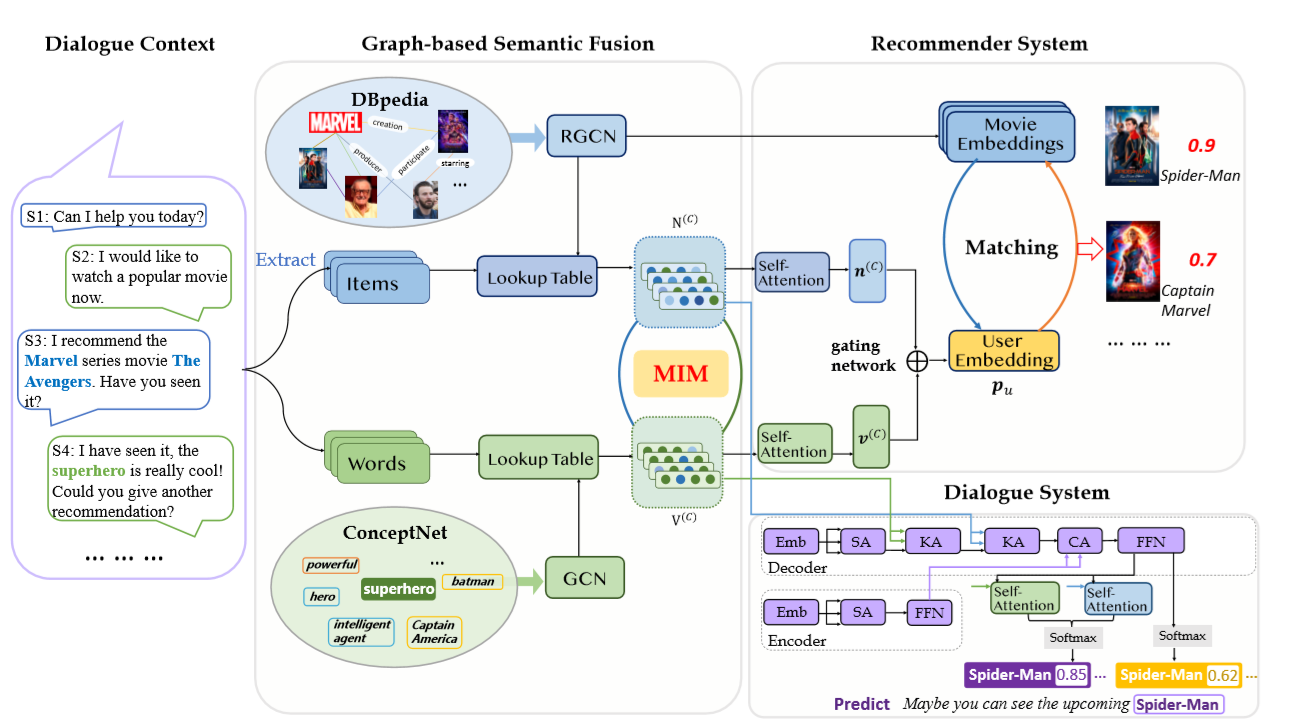 Dialogue Context
Graph-based Semantic Fusion
Recommender System
S1: Can I help you today?
S2: I would like to
watch a popular movie
now.
S3: I recommend the
Marvel series movie The
Avengers. Have you seen
it?
S4: I have seen it, the
superhero is really cool!
Could you give another
recommendation?
... ... ...
DBpedia
MARVEL
creation
producer
participate
starring
...
RGCN
Extract
Items
Lookup Table
N(C)
MIM
Words
Lookup Table
V(C)
ConceptNet
powerful
...
superhero
batman
hero
intelligent
agent
Captain
America
GCN
Movie
Embeddings
0.9
Spider-Man
Matching
0.7
Captain
Marvel
... ... ...
Self-
Attention
n(C)
gating
network
User
Embedding
pu
Self-
Attention
v(C)
Dialogue System
Emb
SA
KA
KA
CA
FFN
Decoder
Emb
SA
FFN
Encoder
Self-
Attention
Self-
Attention
Softmax
Softmax
Spider-Man 0.85 ...
Spider-Man 0.62 ...
Predict Maybe you can see the upcoming Spider-Man